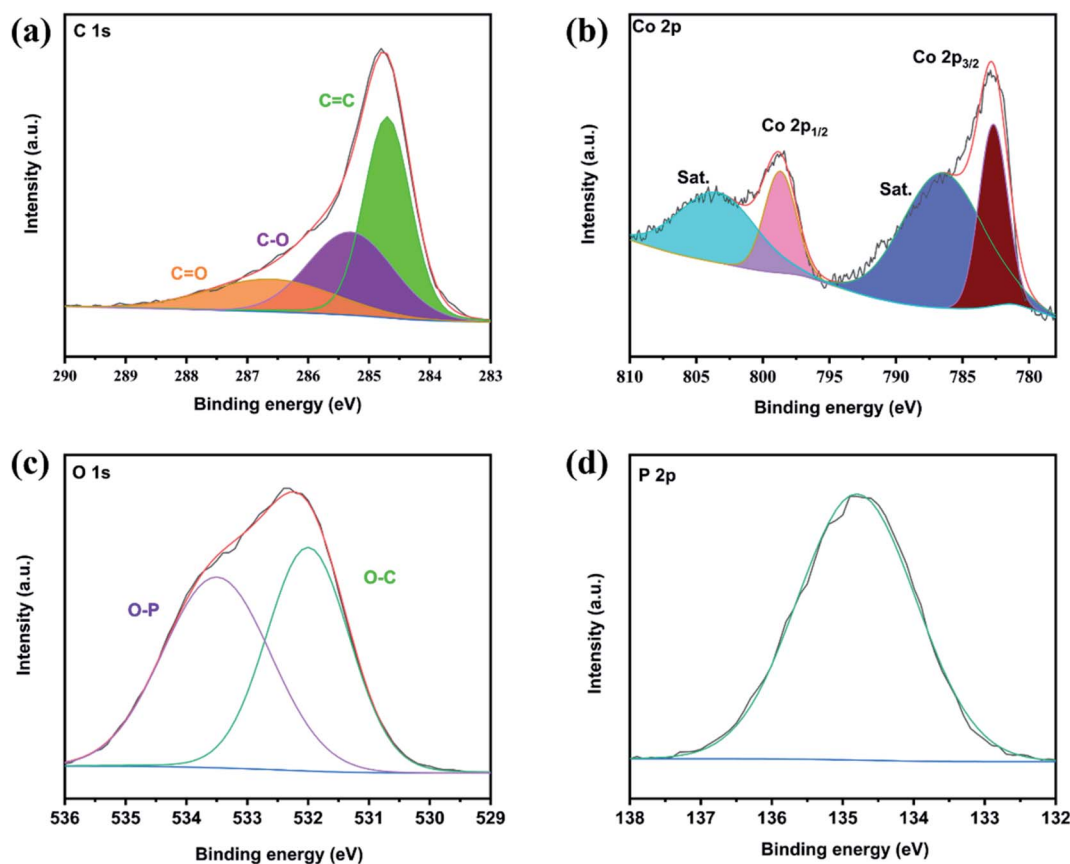 (a)
C 1s
C=C
C-O
C=O
Intensity (a.u.)
290 289 288 287 286 285 284 283
Binding energy (eV)
(b)
Co 2p
Co 2p3/2
Co 2p1/2
Sat.
Sat.
Intensity (a.u.)
810 805 800 795 790 785 780
Binding energy (eV)
(c)
O 1s
O-P
O-C
Intensity (a.u.)
536 535 534 533 532 531 530 529
Binding energy (eV)
(d)
P 2p
Intensity (a.u.)
138 137 136 135 134 133 132
Binding energy (eV)